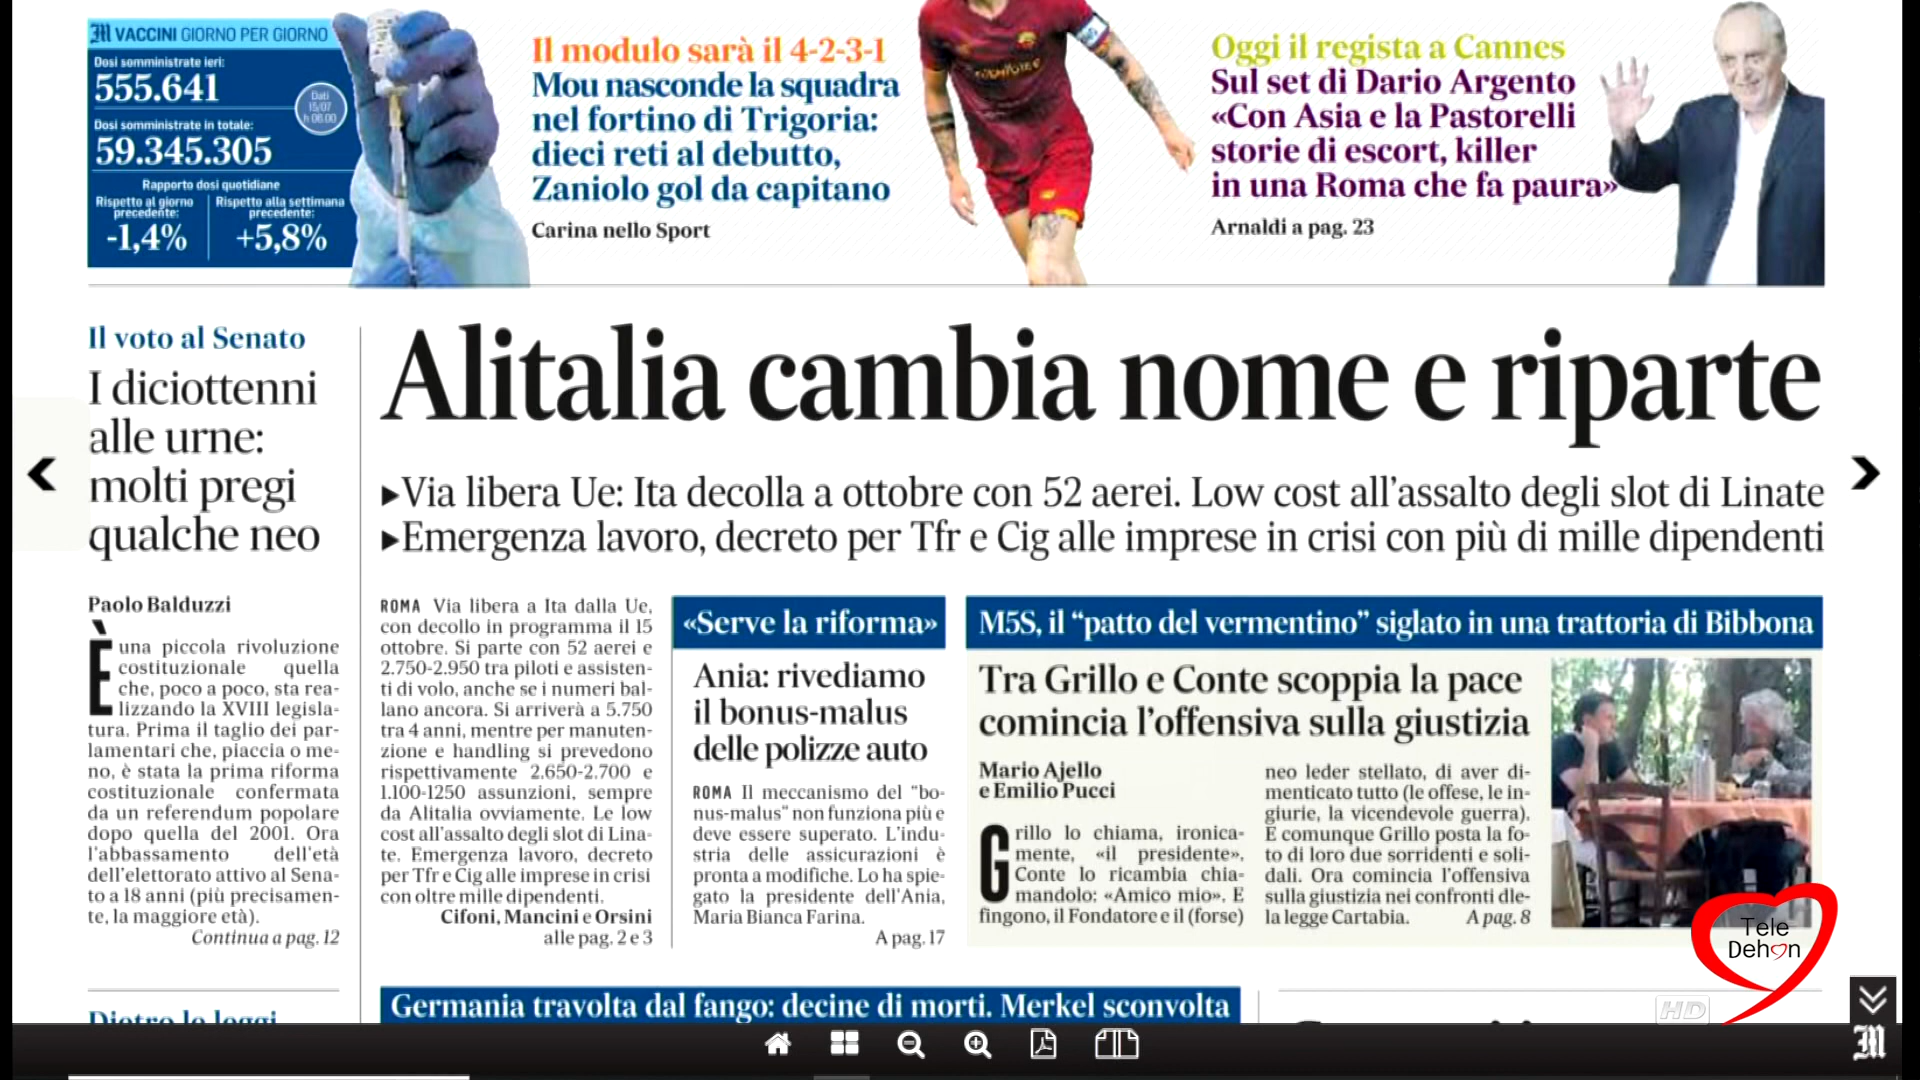 VACCINI GIORNO PER GIORNO
Dosi somministrate ieri:
555.641
Dati
15/07
h 06.00
Dosi somministrate in totale:
59.345.305
Rapporto dosi quotidiane
Rispetto al giorno
precedente:
-1,4%
Rispetto alla settimana
precedente:
+5,8%
Il modulo sarà il 4-2-3-1
Mou nasconde la squadra
nel fortino di Trigoria:
dieci reti al debutto,
Zaniolo gol da capitano
Carina nello Sport
Oggi il regista a Cannes
Sul set di Dario Argento
«Con Asia e la Pastorelli
storie di escort, killer
in una Roma che fa paura»
Arnaldi a pag. 23
Il voto al Senato
I diciottenni
alle urne:
molti pregi
qualche neo
Paolo Balduzzi
È una piccola rivoluzione
costituzionale quella
che, poco a poco, sta rea-
lizzando la XVIII legisla-
tura. Prima il taglio dei par-
lamentari che, piaccia o me-
no, è stata la prima riforma
costituzionale confermata
da un referendum popolare
dopo quella del 2001. Ora
l'abbassamento dell'età
dell'elettorato attivo al Sena-
to a 18 anni (più precisamen-
te, la maggiore età).
Continua a pag. 12
Alitalia cambia nome e riparte
►Via libera Ue: Ita decolla a ottobre con 52 aerei. Low cost all'assalto degli slot di Linate
►Emergenza lavoro, decreto per Tfr e Cig alle imprese in crisi con più di mille dipendenti
ROMA Via libera a Ita dalla Ue,
con decollo in programma il 15
ottobre. Si parte con 52 aerei e
2.750-2.950 tra piloti e assisten-
ti di volo, anche se i numeri bal-
lano ancora. Si arriverà a 5.750
tra 4 anni, mentre per manuten-
zione e handling si prevedono
rispettivamente 2.650-2.700 e
1.100-1250 assunzioni, sempre
da Alitalia ovviamente. Le low
cost all'assalto degli slot di Lina-
te. Emergenza lavoro, decreto
per Tfr e Cig alle imprese in crisi
con oltre mille dipendenti.
Cifoni, Mancini e Orsini
alle pag. 2 e 3
«Serve la riforma»
Ania: rivediamo
il bonus-malus
delle polizze auto
ROMA Il meccanismo del "bo-
nus-malus" non funziona più e
deve essere superato. L'indu-
stria delle assicurazioni è
pronta a modifiche. Lo ha spie-
gato la presidente dell'Ania,
Maria Bianca Farina.
A pag. 17
M5S, il "patto del vermentino" siglato in una trattoria di Bibbona
Tra Grillo e Conte scoppia la pace
comincia l'offensiva sulla giustizia
Mario Ajello
e Emilio Pucci
Grillo lo chiama, ironica-
mente, «il presidente».
Conte lo ricambia chia-
mandolo: «Amico mio». E
fingono, il Fondatore e il (forse)
neo leder stellato, di aver di-
menticato tutto (le offese, le in-
giurie, la vicendevole guerra).
E comunque Grillo posta la fo-
to di loro due sorridenti e soli-
dali. Ora comincia l'offensiva
sulla giustizia nei confronti dle-
la legge Cartabia. A pag. 8
Germania travolta dal fango: decine di morti. Merkel sconvolta
Dietro le leggi
Tele
Dehon
HD
M